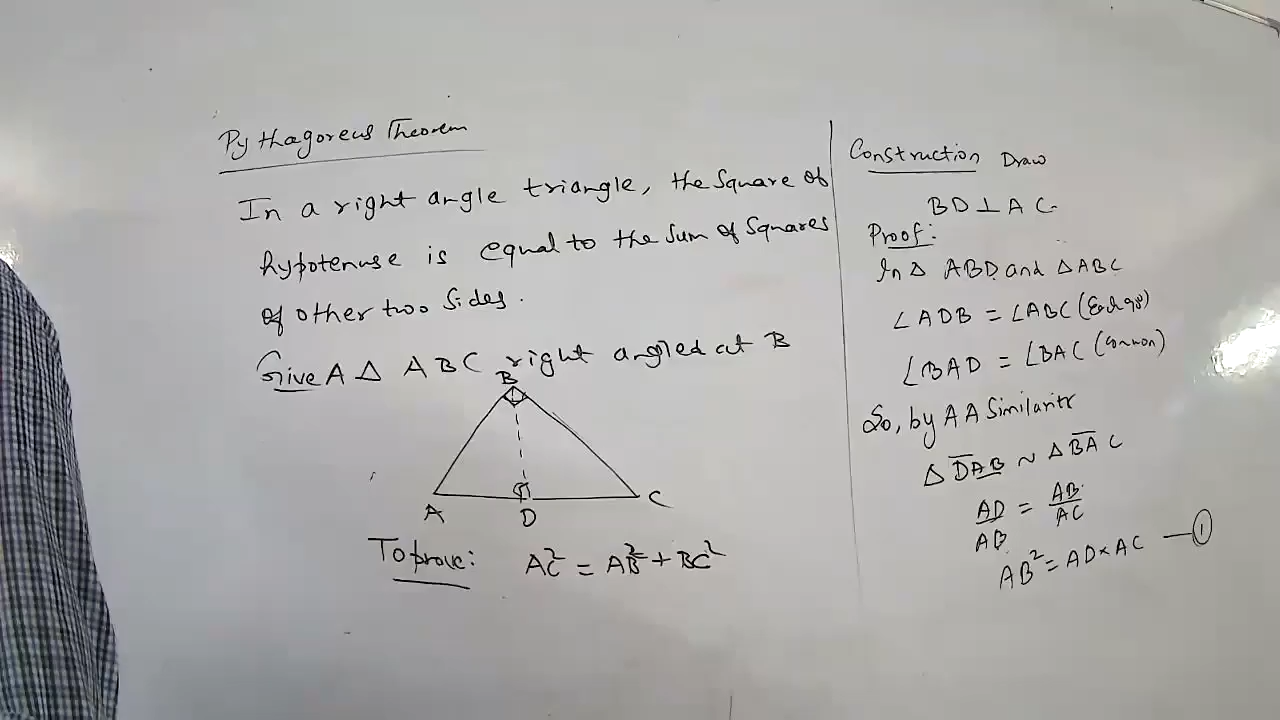 Pythagoreus Theorem
In a right angle triangle, the Square of
hypotenuse is equal to the Sum of Squares
of other two Sides.
Give A Δ ABC right angled at B
B
A
D
C
To prove: AC² = AB² + BC²
Construction Draw
BD ⊥ AC
Proof:
In Δ ABD and Δ ABC
∠ADB = ∠ABC (Each 90°)
∠BAD = ∠BAC (Common)
So, by AA Similarity
Δ DAB ~ Δ BAC
AD/AB = AB/AC
AB² = AD × AC — ①